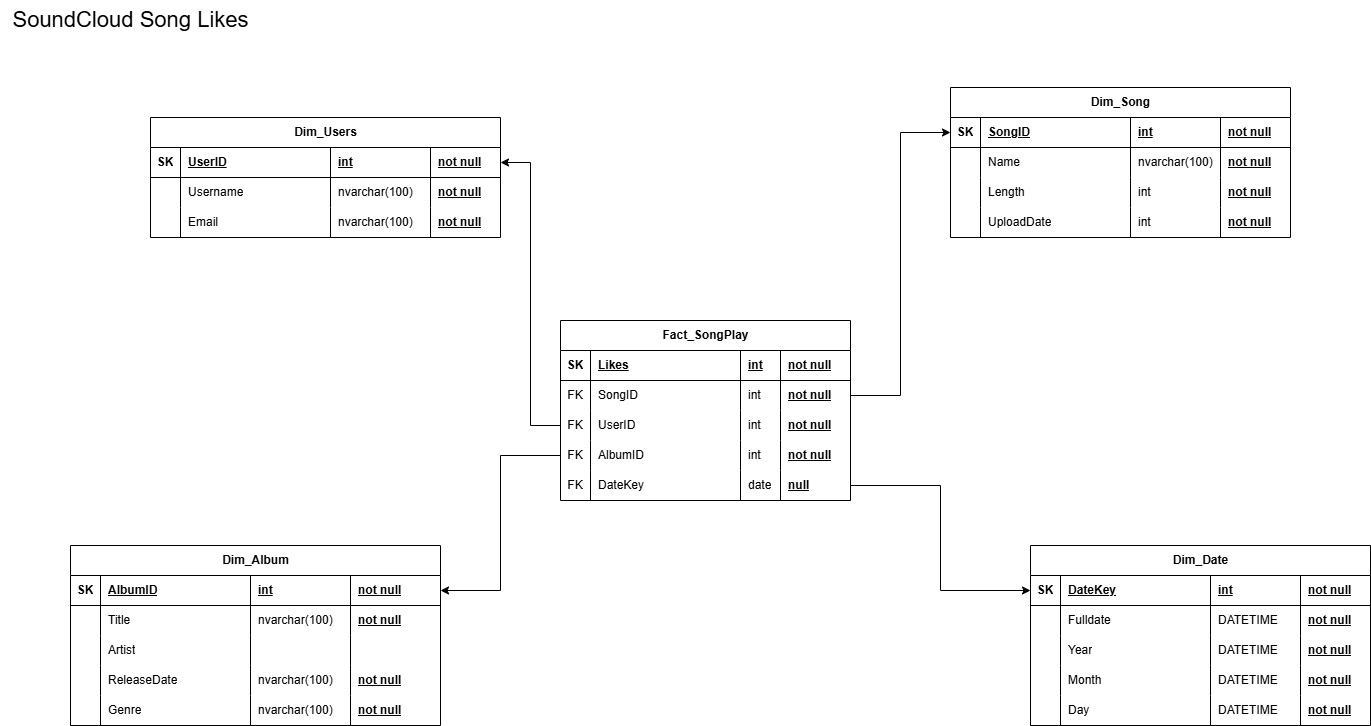 SoundCloud Song Likes
Dim_Song
SK SongID int not null
Name nvarchar(100) not null
Length int not null
UploadDate int not null
Dim_Users
SK UserID int not null
Username nvarchar(100) not null
Email nvarchar(100) not null
Fact_SongPlay
SK Likes int not null
FK SongID int not null
FK UserID int not null
FK AlbumID int not null
FK DateKey date null
Dim_Album
SK AlbumID int not null
Title nvarchar(100) not null
Artist
ReleaseDate nvarchar(100) not null
Genre nvarchar(100) not null
Dim_Date
SK DateKey int not null
Fulldate DATETIME not null
Year DATETIME not null
Month DATETIME not null
Day DATETIME not null